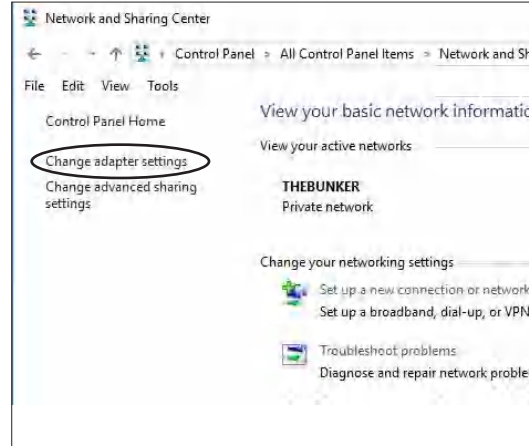 Network and Sharing Center
Control Panel > All Control Panel Items > Network and Sh
File Edit View Tools
Control Panel Home
Change adapter settings
Change advanced sharing
settings
View your basic network informatio
View your active networks
THEBUNKER
Private network
Change your networking settings
Set up a new connection or network
Set up a broadband, dial-up, or VPN
Troubleshoot problems
Diagnose and repair network proble